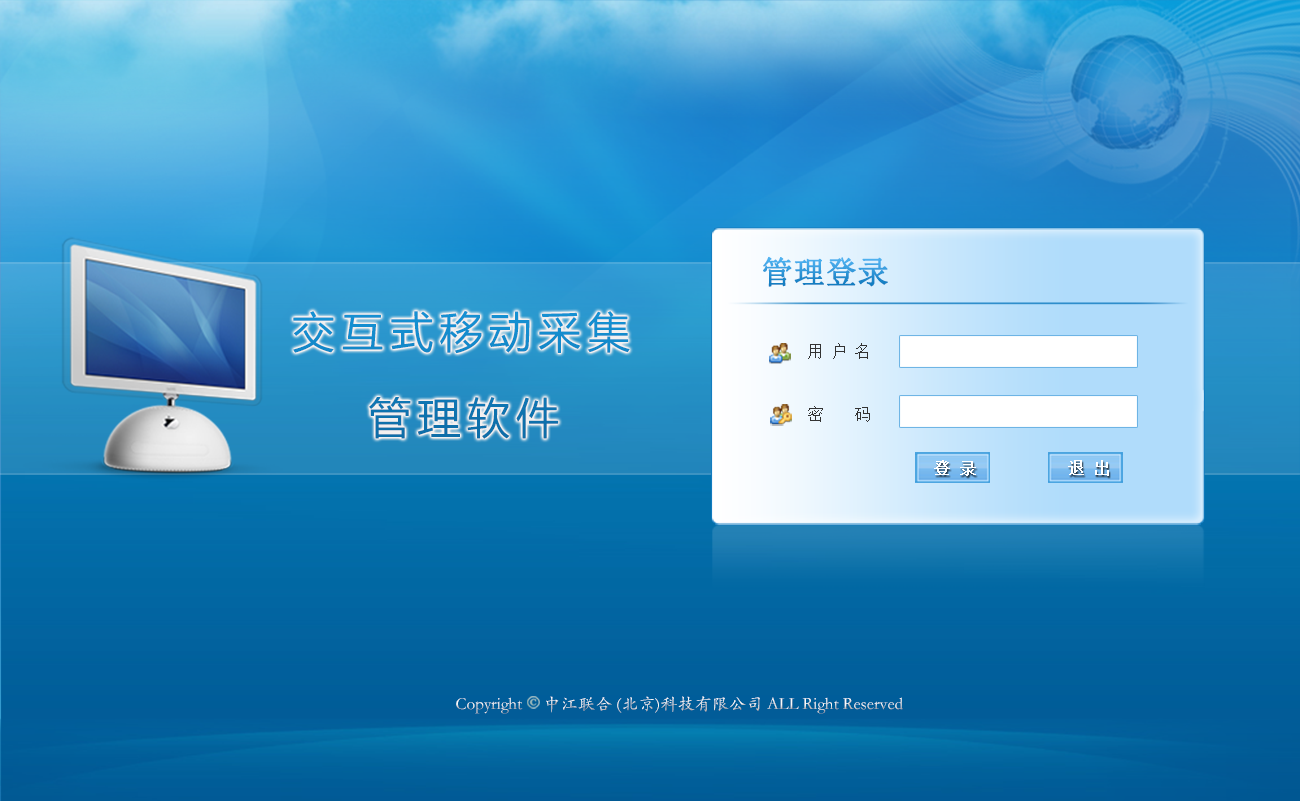 交互式移动采集
管理软件
管理登录
用 户 名
密 码
登 录 退 出
Copyright © 中江联合 (北京)科技有限公司 ALL Right Reserved